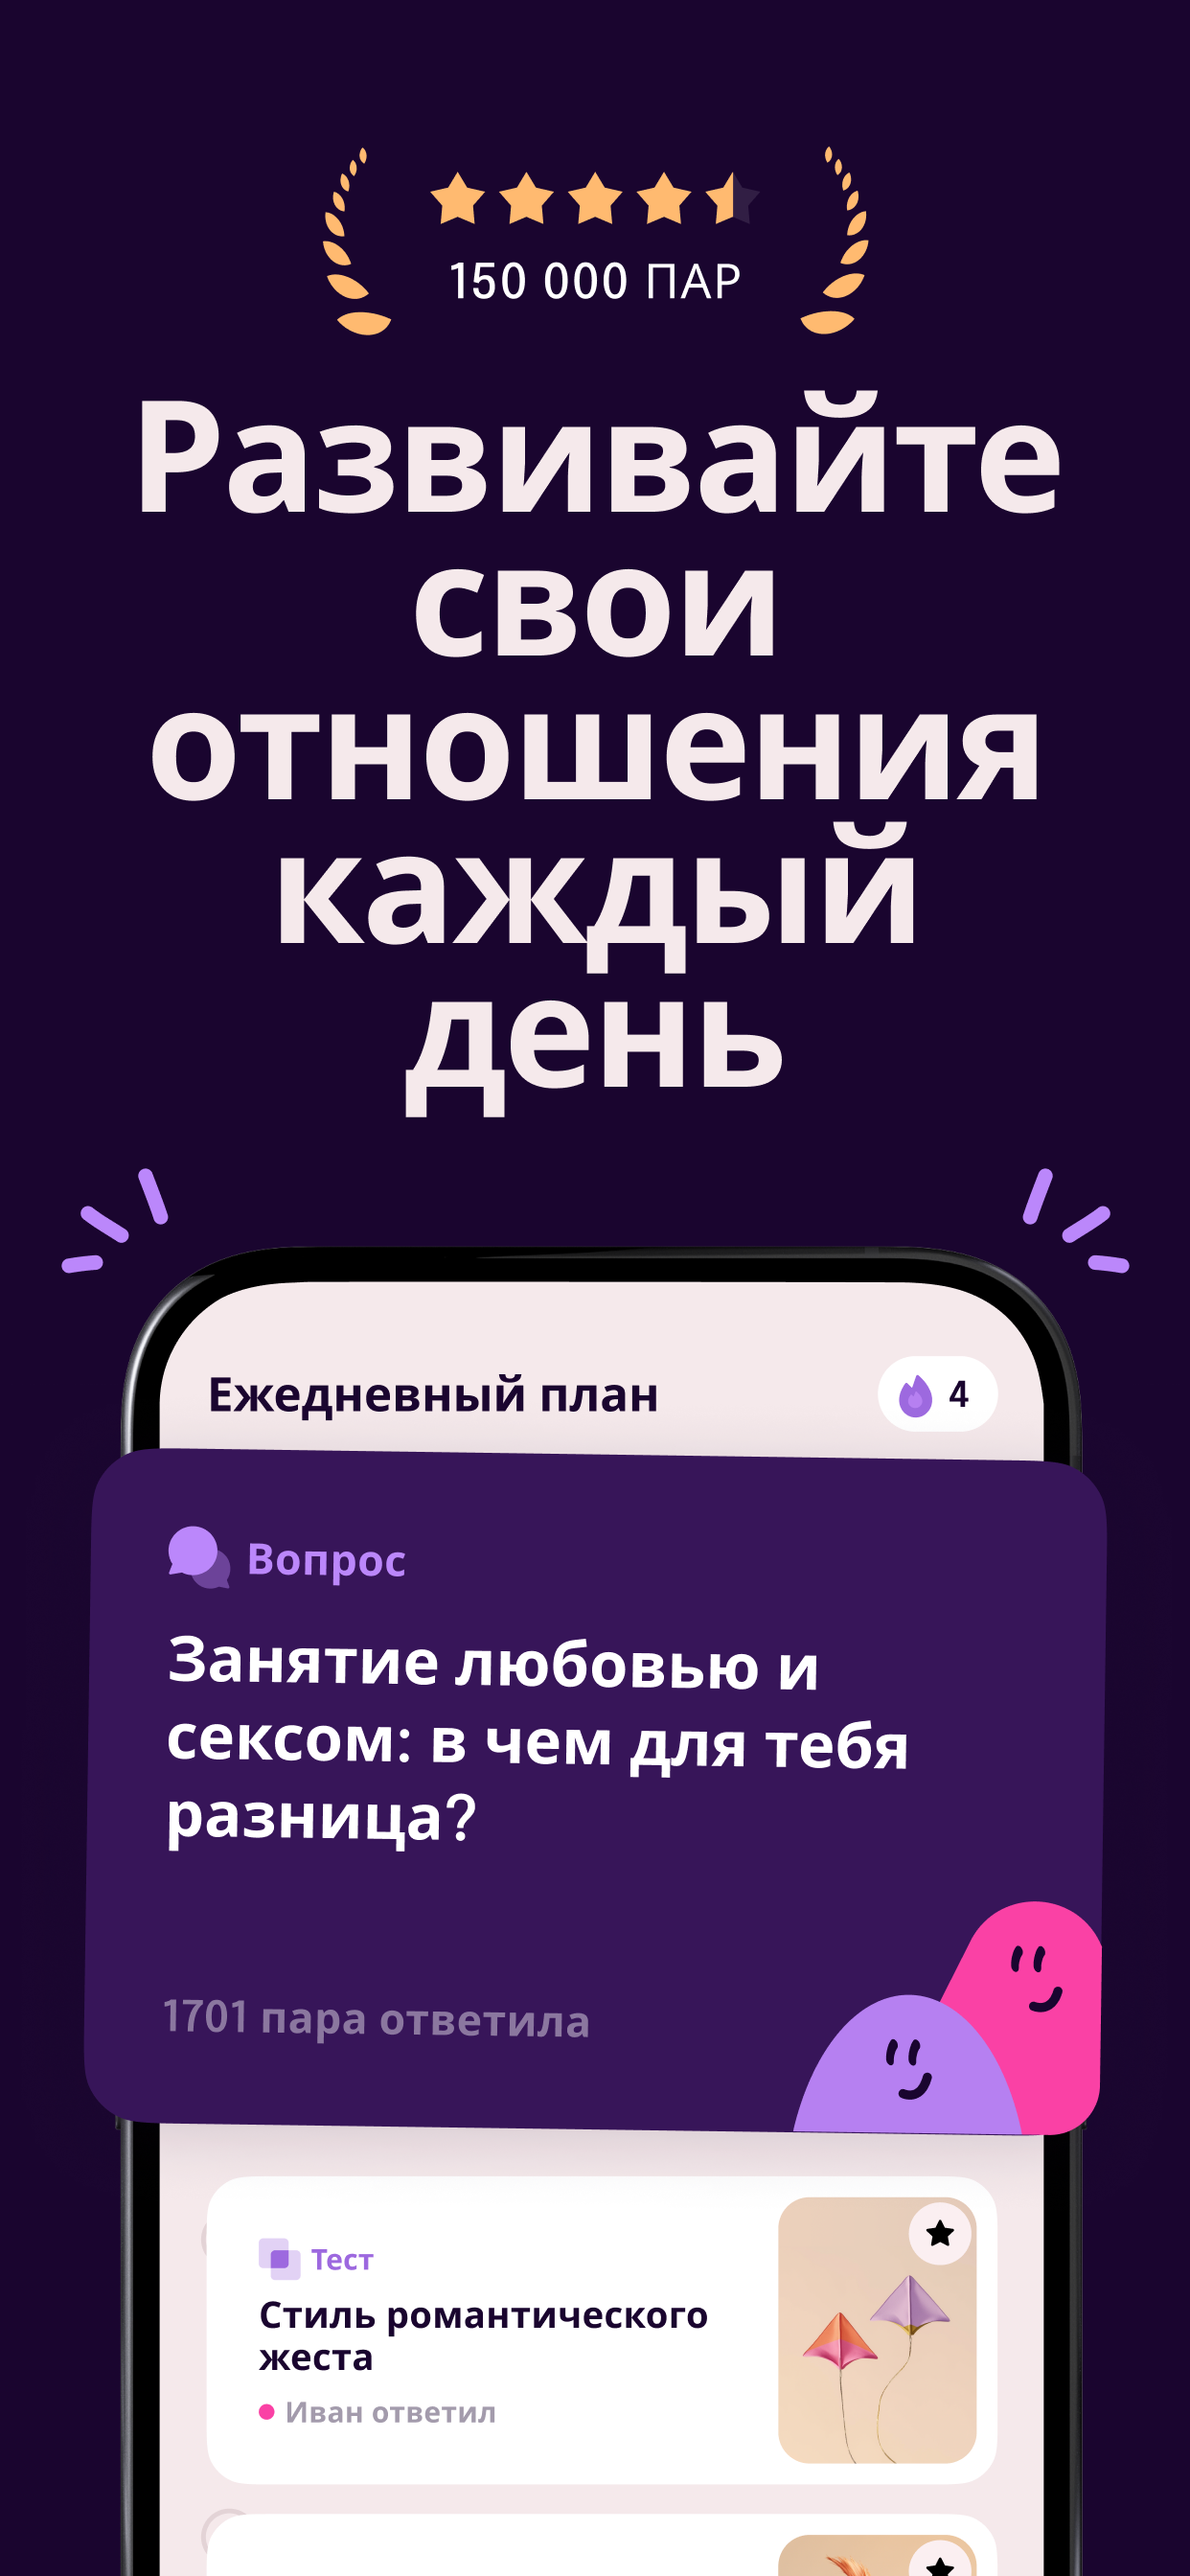 150 000 ПАР
Развивайте
свои
отношения
каждый
день
Ежедневный план
4
Вопрос
Занятие любовью и
сексом: в чем для тебя
разница?
1701 пара ответила
Тест
Стиль романтического
жеста
Иван ответил